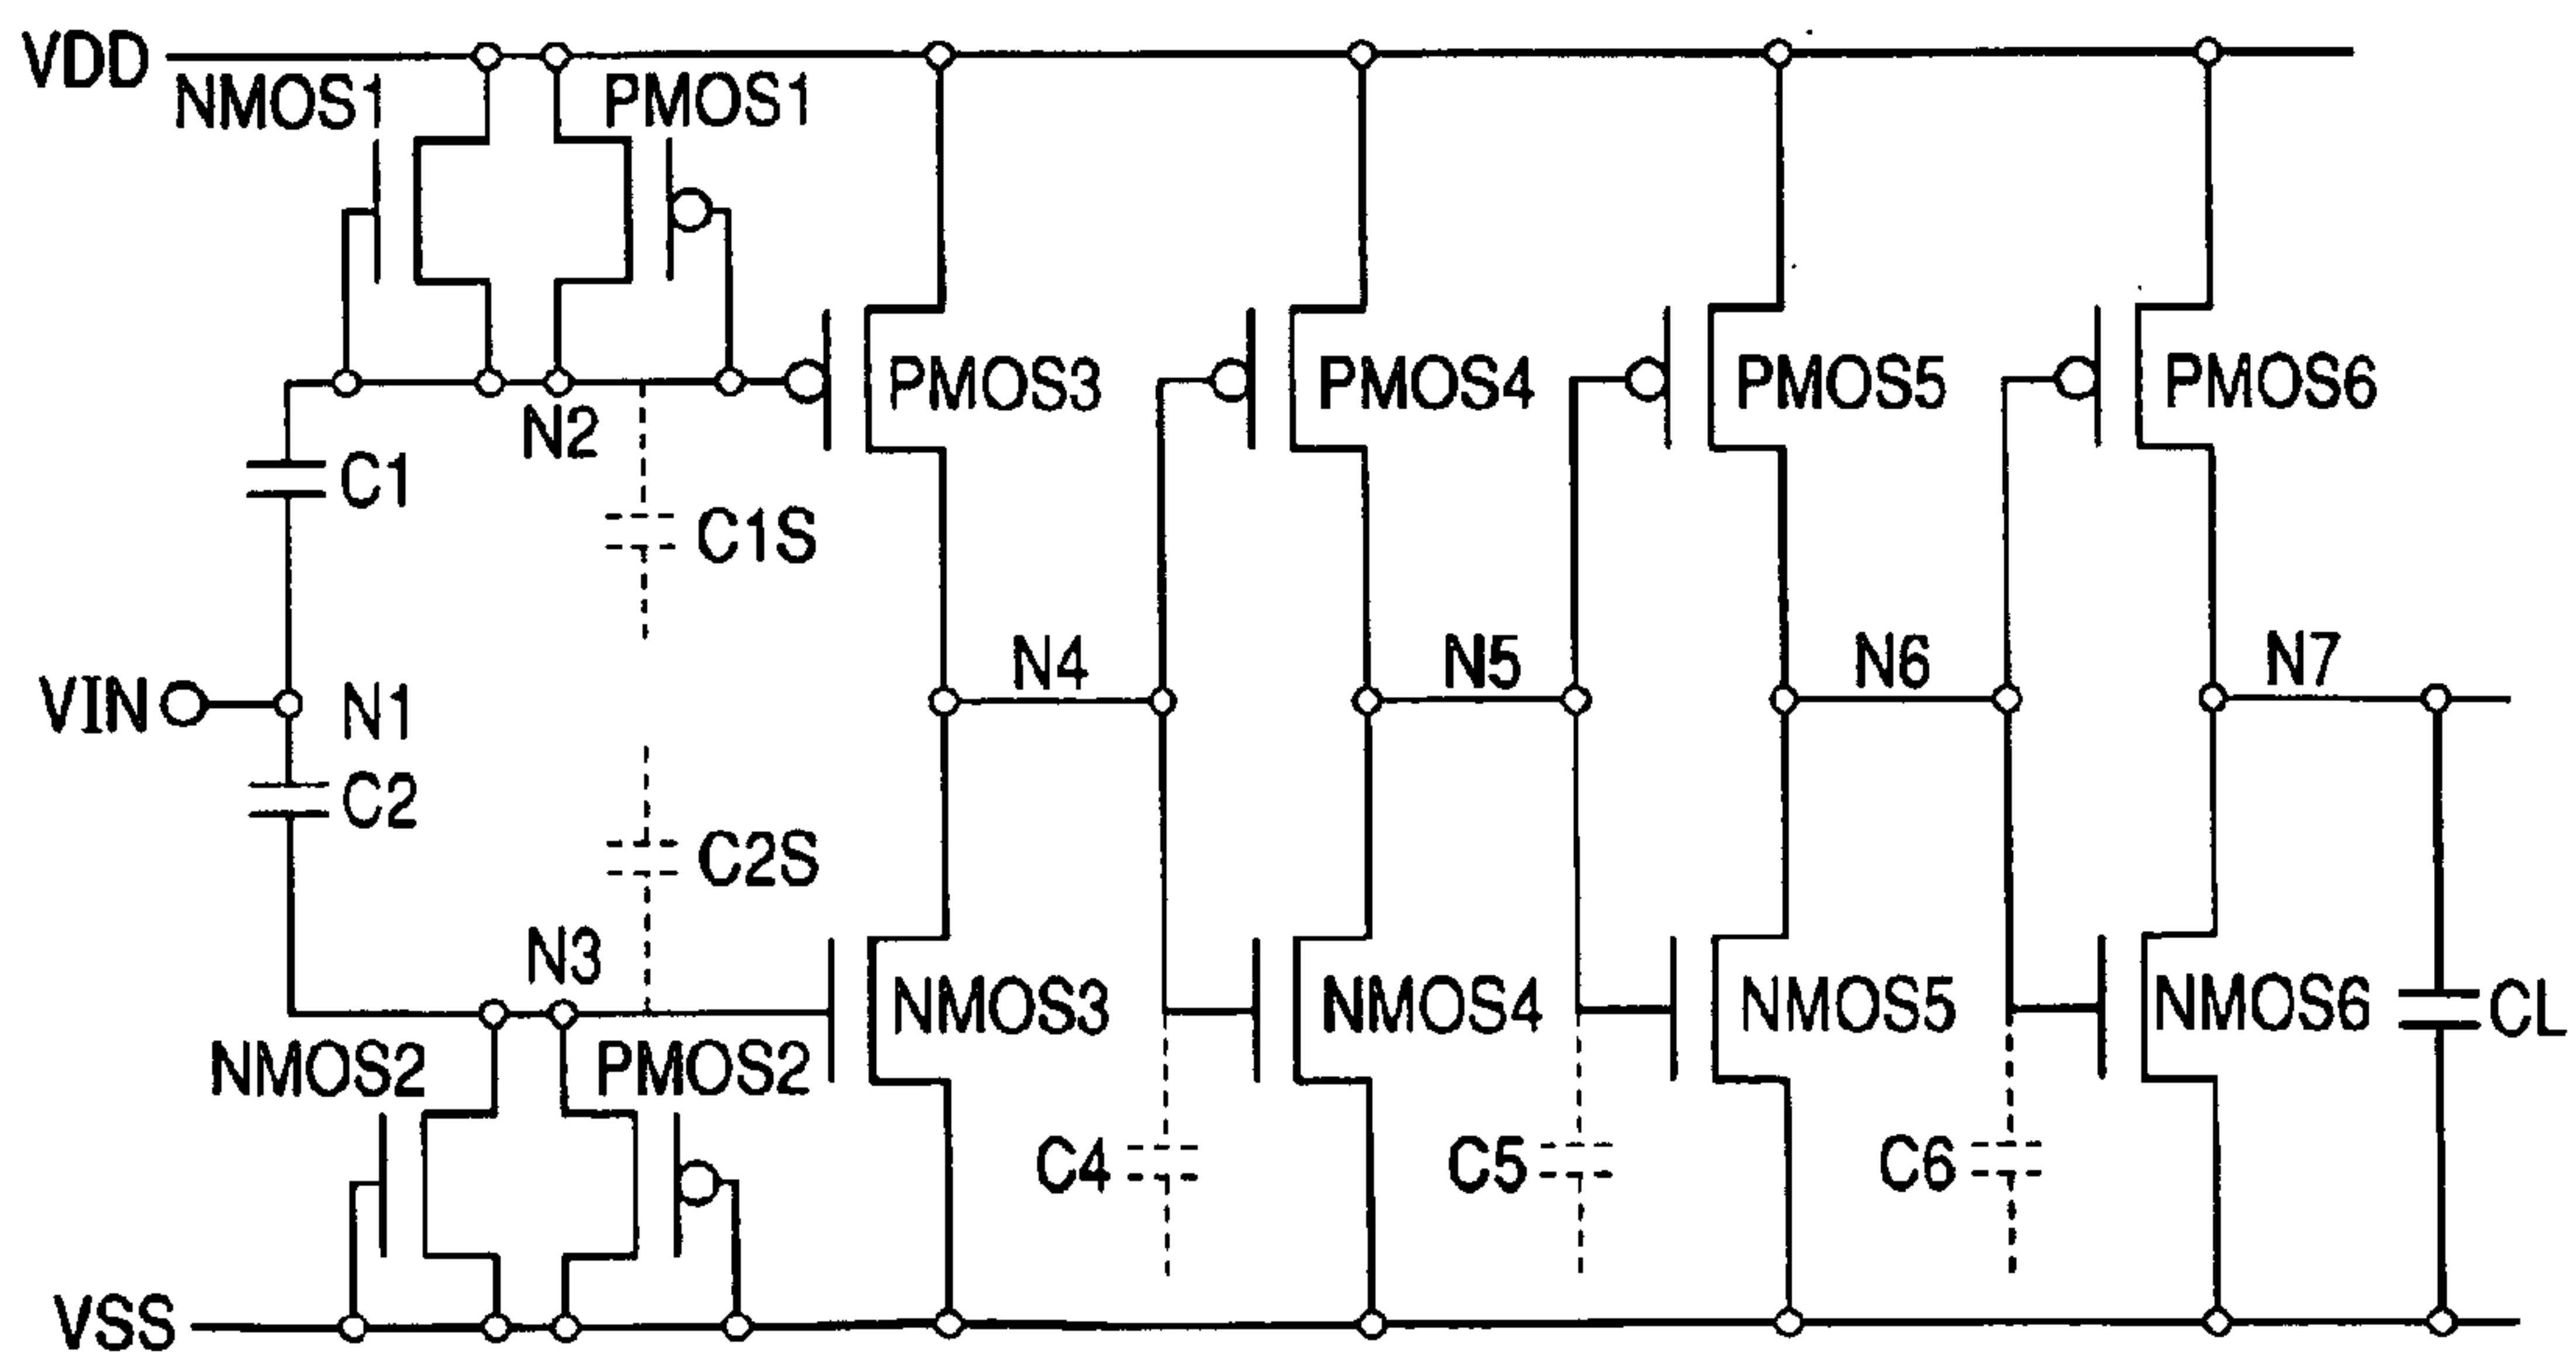 VDD
NMOS1
PMOS1
PMOS3
PMOS4
PMOS5
PMOS6
N2
C1
C1S
N4
N5
N6
N7
VIN
N1
C2
C2S
N3
NMOS3
NMOS4
NMOS5
NMOS6
CL
NMOS2
PMOS2
C4
C5
C6
VSS